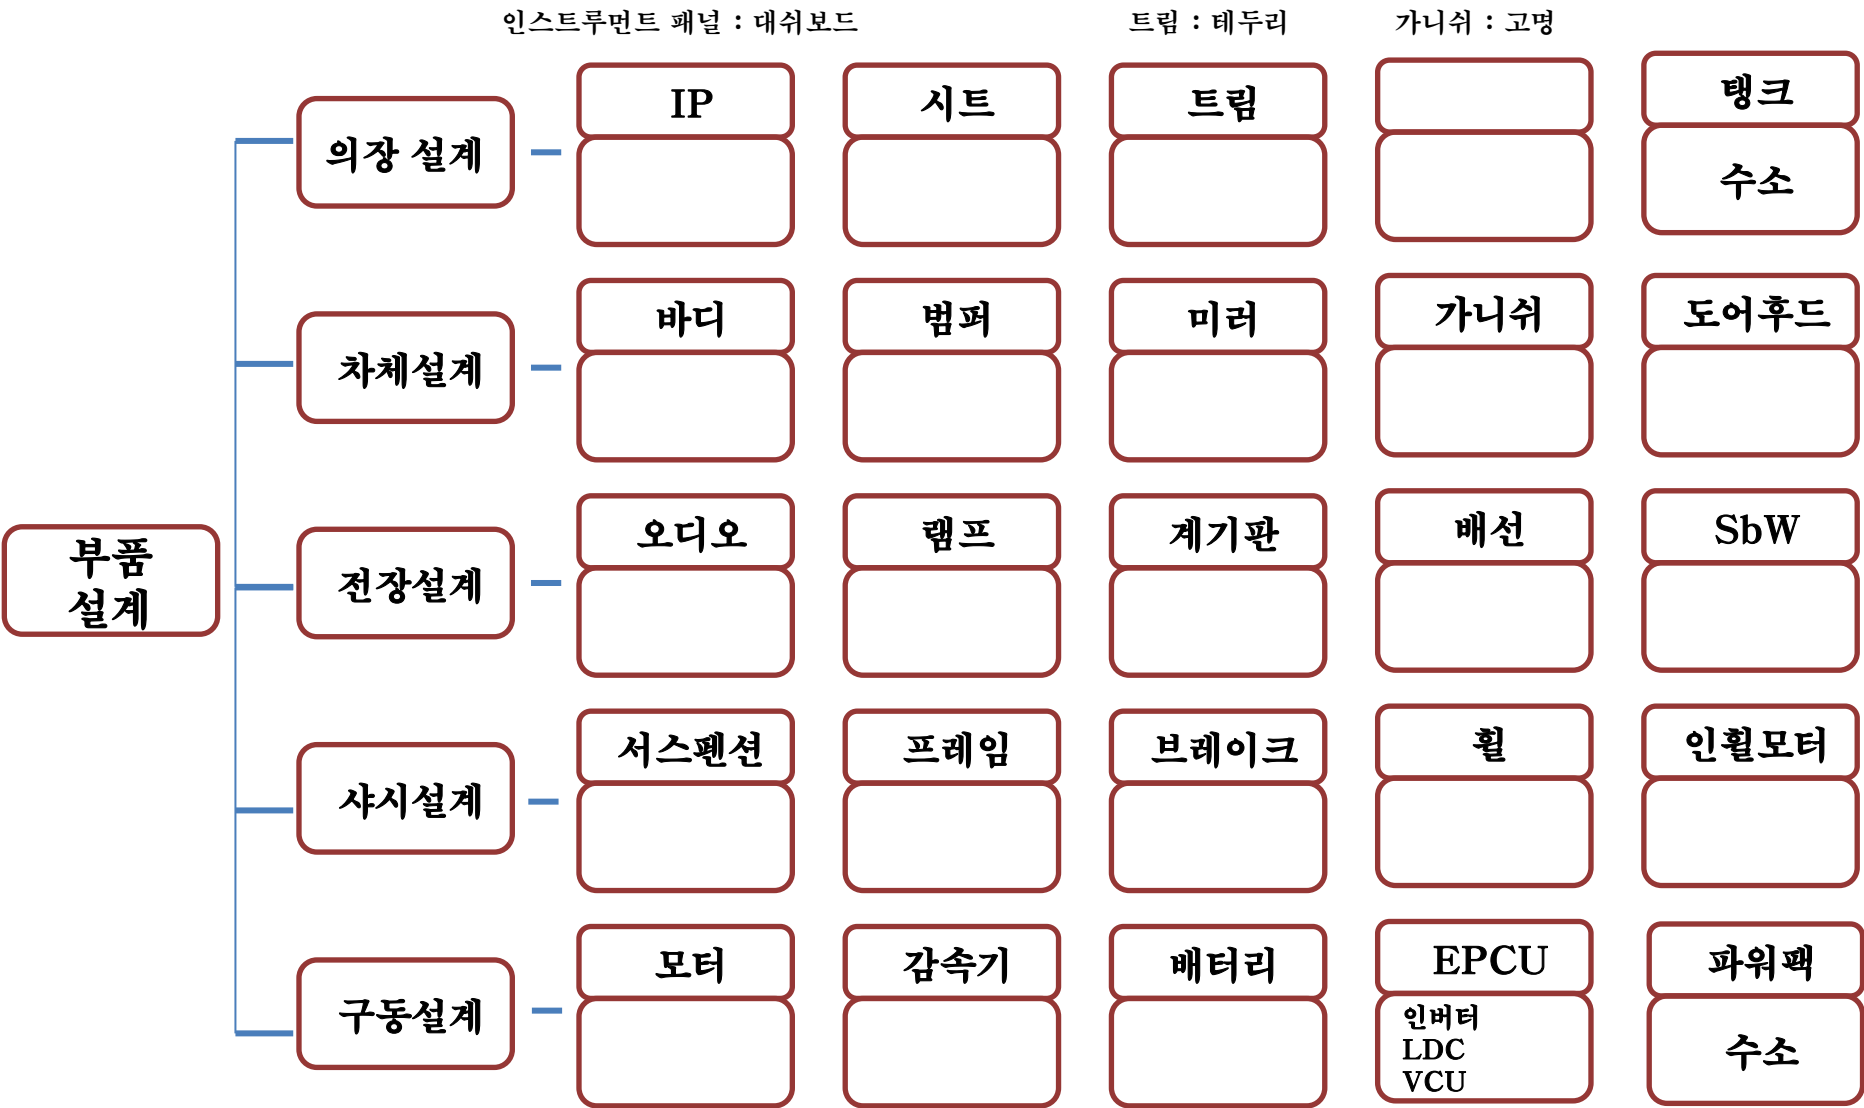 인스트루먼트 패널 : 대쉬보드
트림 : 테두리
가니쉬 : 고명
부품
설계
의장 설계
IP
시트
트림
탱크
수소
차체설계
바디
범퍼
미러
가니쉬
도어후드
전장설계
오디오
램프
계기판
배선
SbW
샤시설계
서스펜션
프레임
브레이크
휠
인휠모터
구동설계
모터
감속기
배터리
EPCU
인버터
LDC
VCU
파워팩
수소